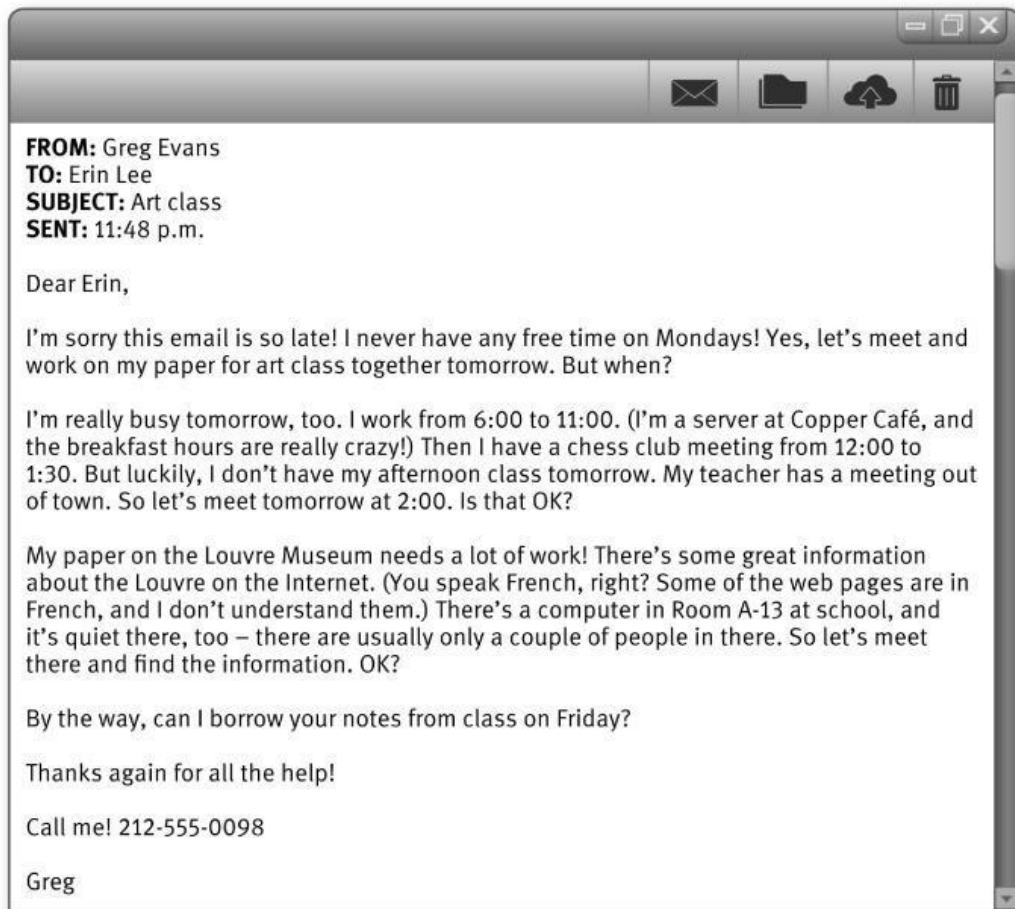 FROM: Greg Evans
TO: Erin Lee
SUBJECT: Art class
SENT: 11:48 p.m.
Dear Erin,
I’m sorry this email is so late! I never have any free time on Mondays! Yes, let’s meet and
work on my paper for art class together tomorrow. But when?
I’m really busy tomorrow, too. I work from 6:00 to 11:00. (I’m a server at Copper Café, and
the breakfast hours are really crazy!) Then I have a chess club meeting from 12:00 to
1:30. But luckily, I don’t have my afternoon class tomorrow. My teacher has a meeting out
of town. So let’s meet tomorrow at 2:00. Is that OK?
My paper on the Louvre Museum needs a lot of work! There’s some great information
about the Louvre on the Internet. (You speak French, right? Some of the web pages are in
French, and I don’t understand them.) There’s a computer in Room A-13 at school, and
it’s quiet there, too – there are usually only a couple of people in there. So let’s meet
there and find the information. OK?
By the way, can I borrow your notes from class on Friday?
Thanks again for all the help!
Call me! 212-555-0098
Greg